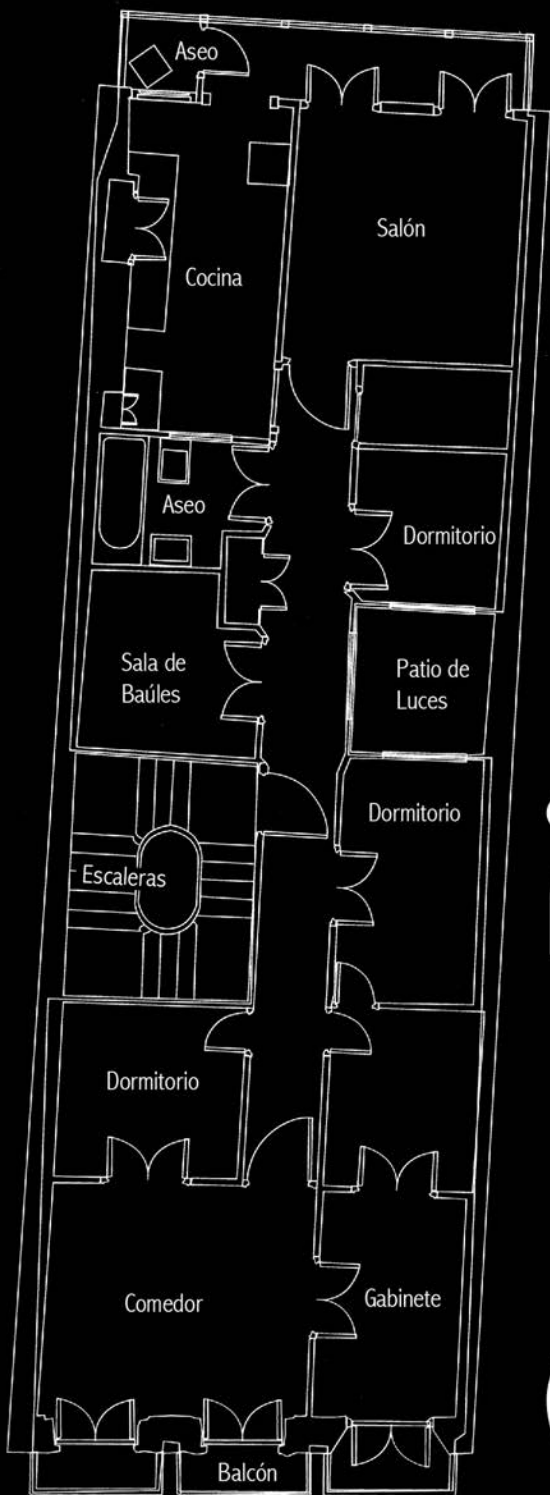 Aseo
Salón
Cocina
Aseo
Dormitorio
Sala de
Baúles
Patio de
Luces
Dormitorio
Escaleras
Dormitorio
Comedor
Gabinete
Balcón